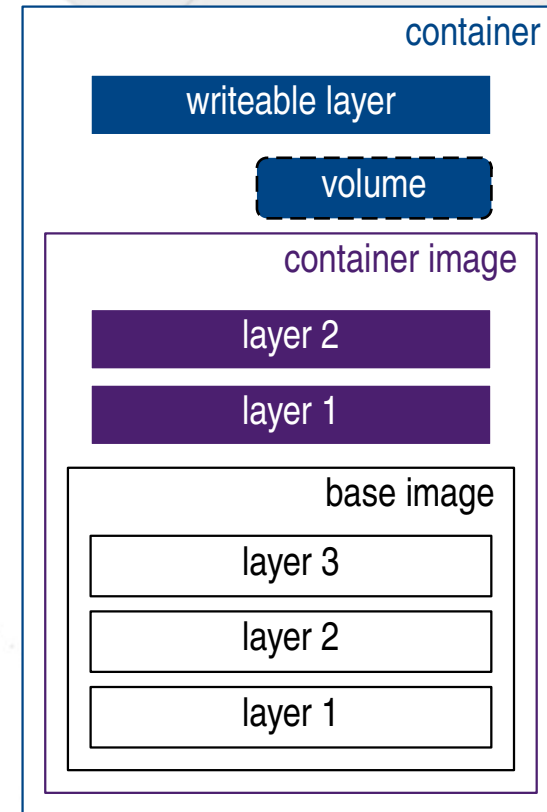 container
writeable layer
volume
container image
layer 2
layer 1
base image
layer 3
layer 2
layer 1